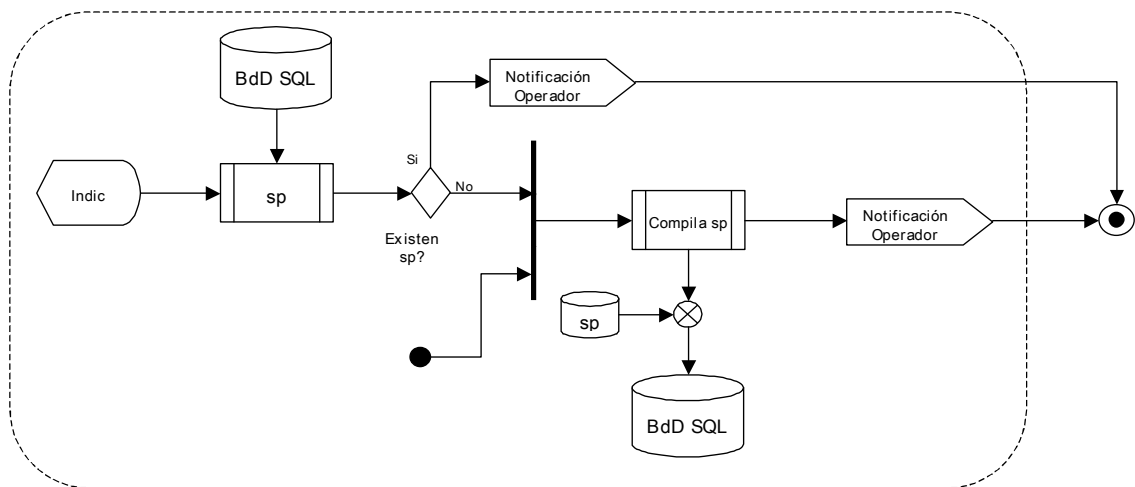 BdD SQL
Notificación
Operador
Si
Indic
sp
No
Compila sp
Notificación
Operador
Existen
sp?
sp
BdD SQL